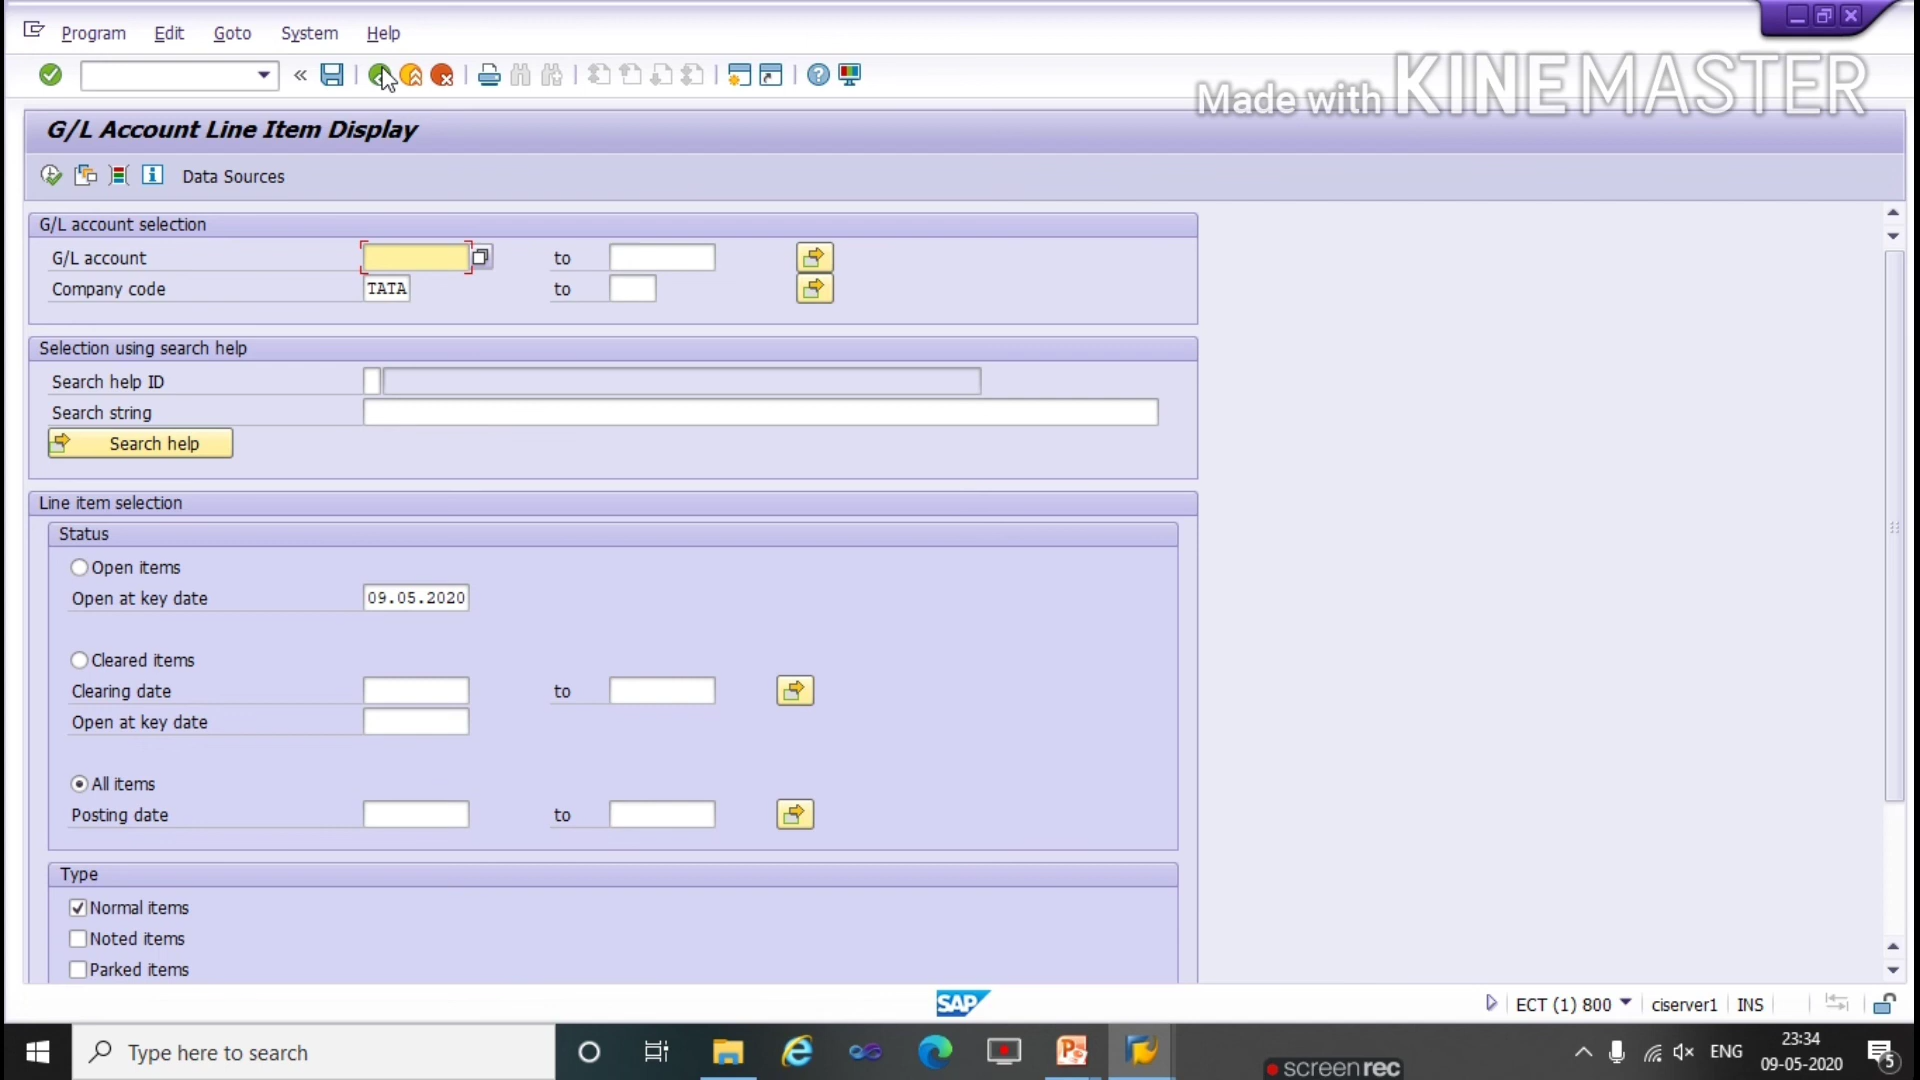 Program Edit Goto System Help
Made with KINEMASTER
G/L Account Line Item Display
Data Sources
G/L account selection
G/L account to
Company code TATA to
Selection using search help
Search help ID
Search string
Search help
Line item selection
Status
Open items
Open at key date 09.05.2020
Cleared items
Clearing date to
Open at key date
All items
Posting date to
Type
Normal items
Noted items
Parked items
SAP
ECT (1) 800 ciserver1 INS
Type here to search
screenrec
ENG
23:34
09-05-2020
5